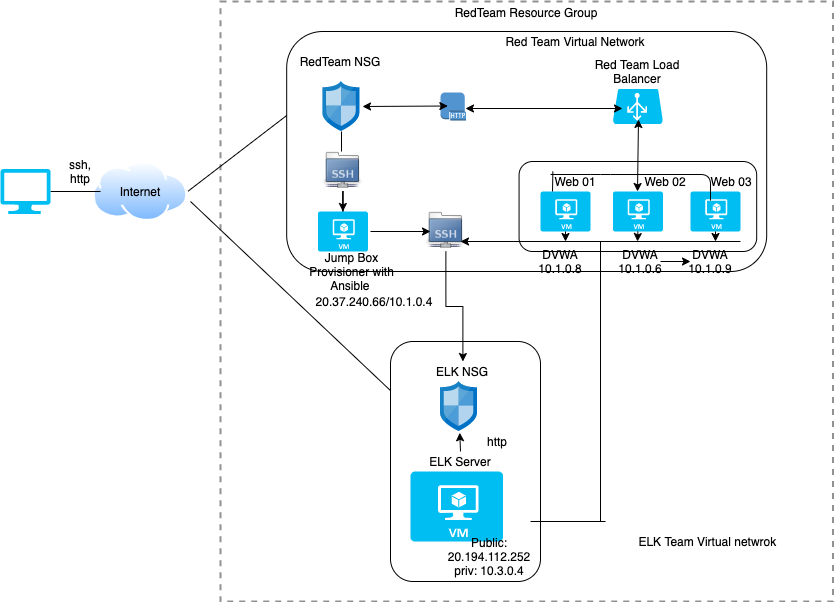 RedTeam Resource Group
Red Team Virtual Network
RedTeam NSG
Red Team Load
Balancer
HTTP
ssh,
http
Internet
SSH
Web 01
Web 02
Web 03
VM
VM
VM
VM
SSH
Jump Box
Provisioner with
Ansible
20.37.240.66/10.1.0.4
DVWA
10.1.0.8
DVWA
10.1.0.6
DVWA
10.1.0.9
ELK NSG
http
ELK Server
VM
Public:
20.194.112.252
priv: 10.3.0.4
ELK Team Virtual netwrok